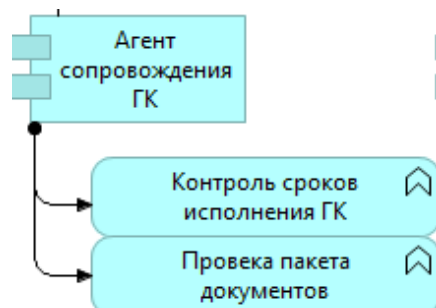 Агент
сопровождения
ГК
Контроль сроков
исполнения ГК
Провека пакета
документов